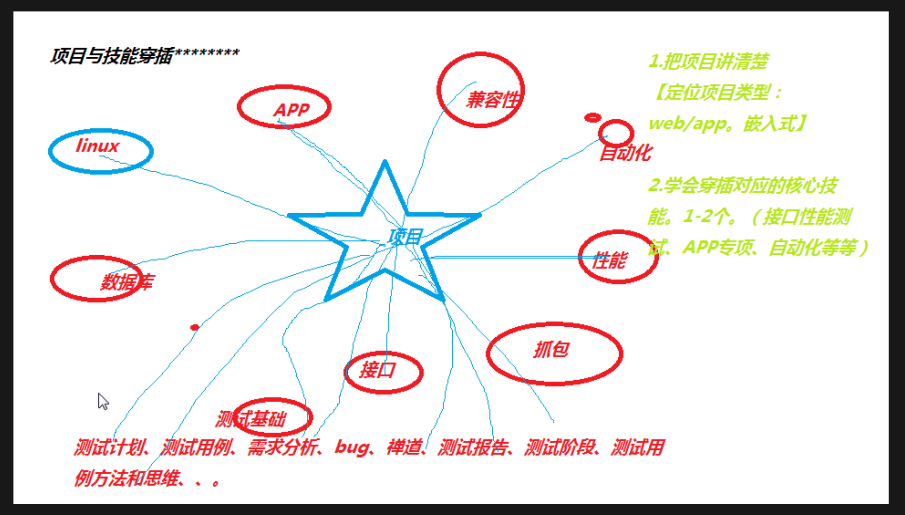 项目与技能穿插********
1.把项目讲清楚
【定位项目类型：
web/app。嵌入式】
2.学会穿插对应的核心技
能。1-2个。（接口性能测
试、APP专项、自动化等等）
兼容性
APP
linux
自动化
项目
性能
数据库
抓包
接口
测试基础
测试计划、测试用例、需求分析、bug、禅道、测试报告、测试阶段、测试用
例方法和思维、、。